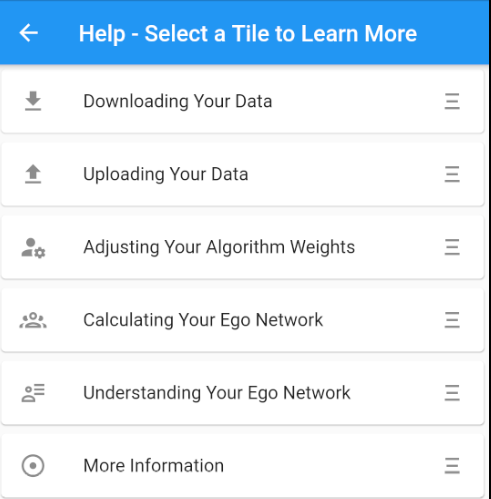 Help - Select a Tile to Learn More
Downloading Your Data
Uploading Your Data
Adjusting Your Algorithm Weights
Calculating Your Ego Network
Understanding Your Ego Network
More Information